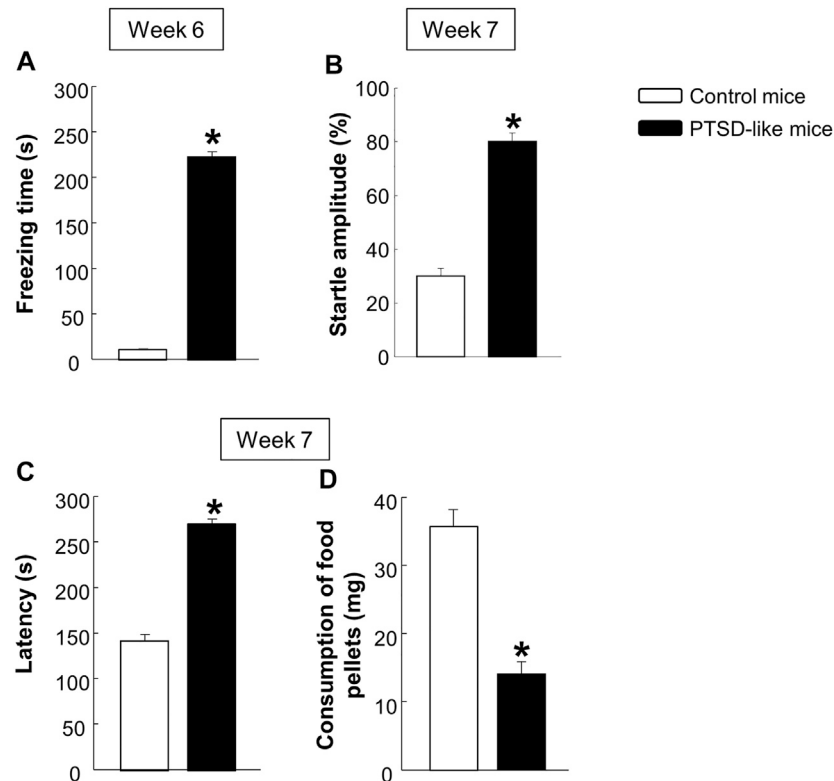 Week 6
Week 7
A
B
Freezing time (s)
300
250
200
150
100
50
0
*
Startle amplitude (%)
100
80
60
40
20
0
*
Control mice
PTSD-like mice
Week 7
C
D
Latency (s)
300
250
200
150
100
50
0
*
Consumption of food
pellets (mg)
40
30
20
10
0
*